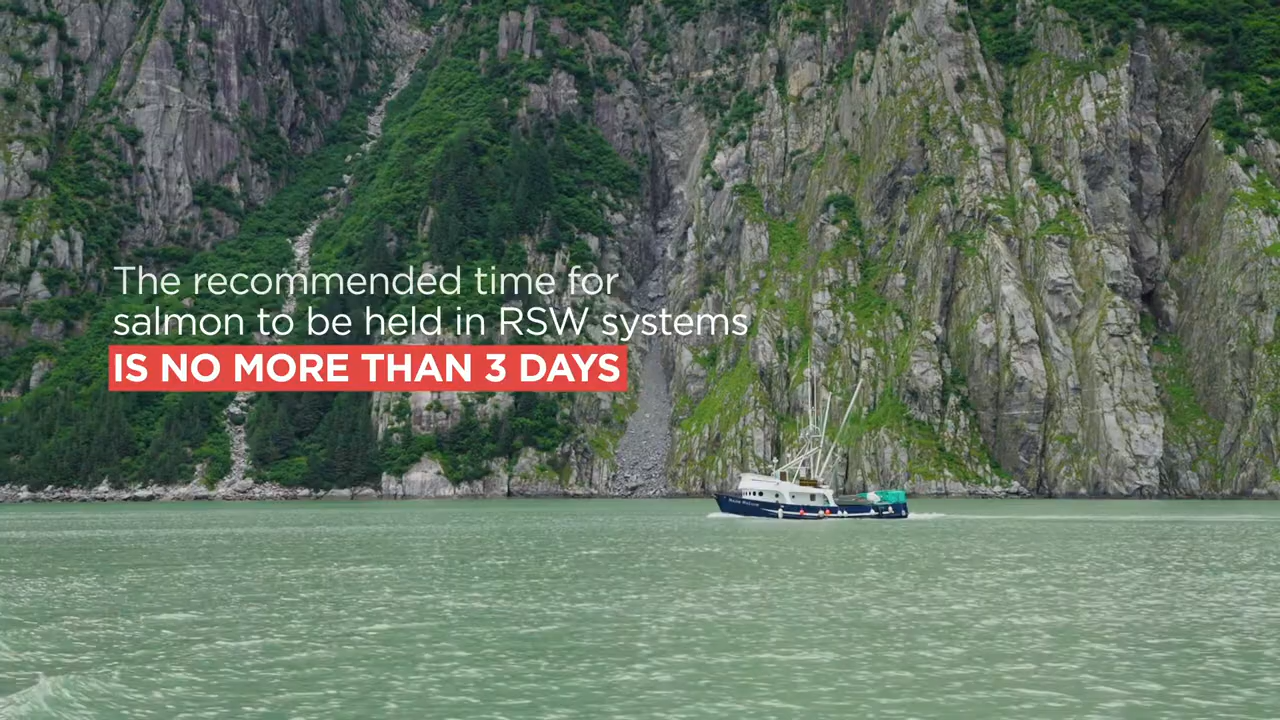 The recommended time for
salmon to be held in RSW systems
IS NO MORE THAN 3 DAYS